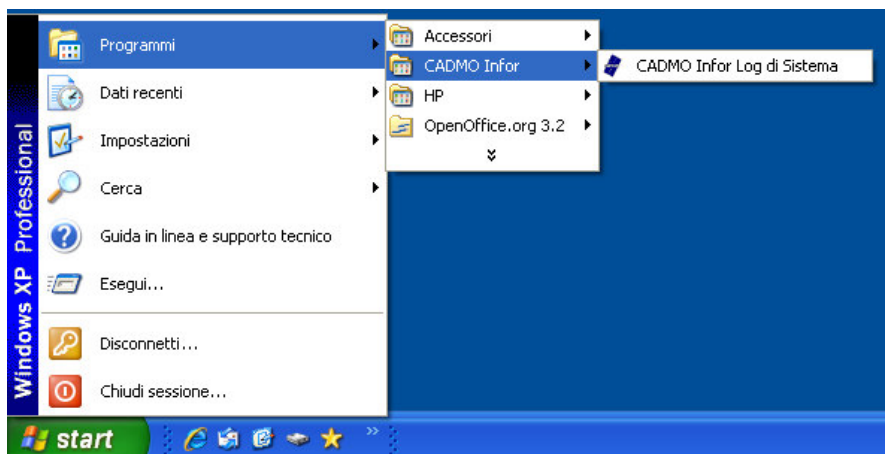 Windows XP Professional
Programmi
Dati recenti
Impostazioni
Cerca
Guida in linea e supporto tecnico
Esegui...
Disconnetti...
Chiudi sessione...
Accessori
CADMO Infor
HP
OpenOffice.org 3.2
CADMO Infor Log di Sistema
start